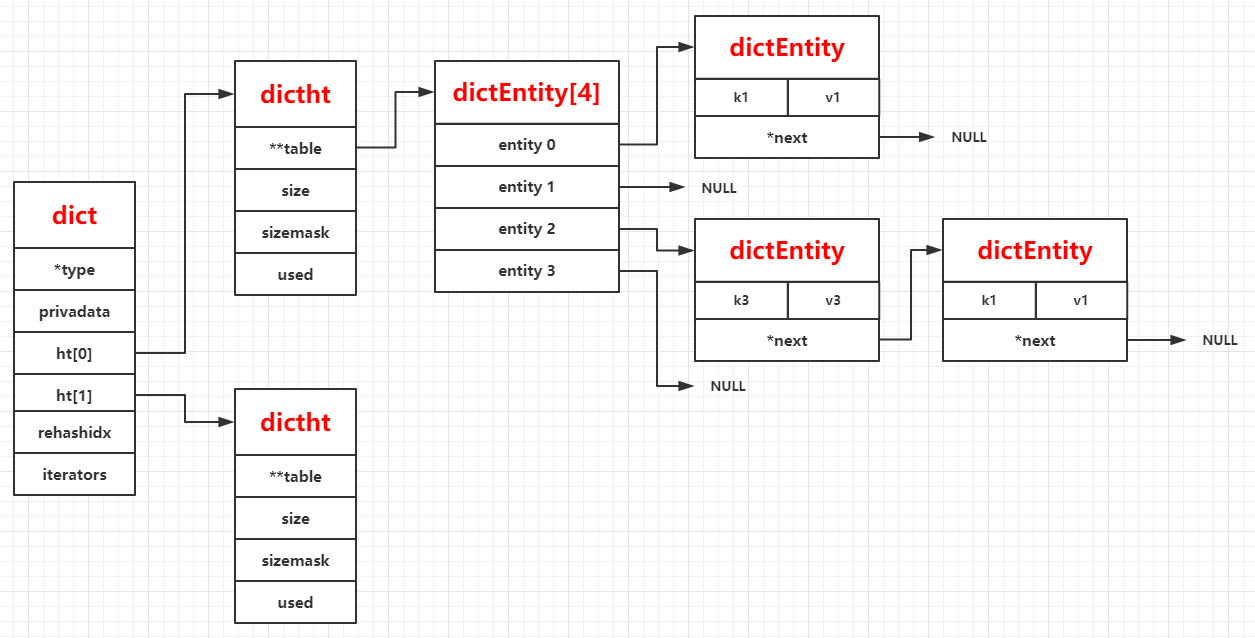 dict
*type
privadata
ht[0]
ht[1]
rehashidx
iterators
dictht
**table
size
sizemask
used
dictht
**table
size
sizemask
used
dictEntity[4]
entity 0
entity 1
entity 2
entity 3
dictEntity
k1 v1
*next
NULL
NULL
dictEntity
k3 v3
*next
dictEntity
k1 v1
*next
NULL
NULL